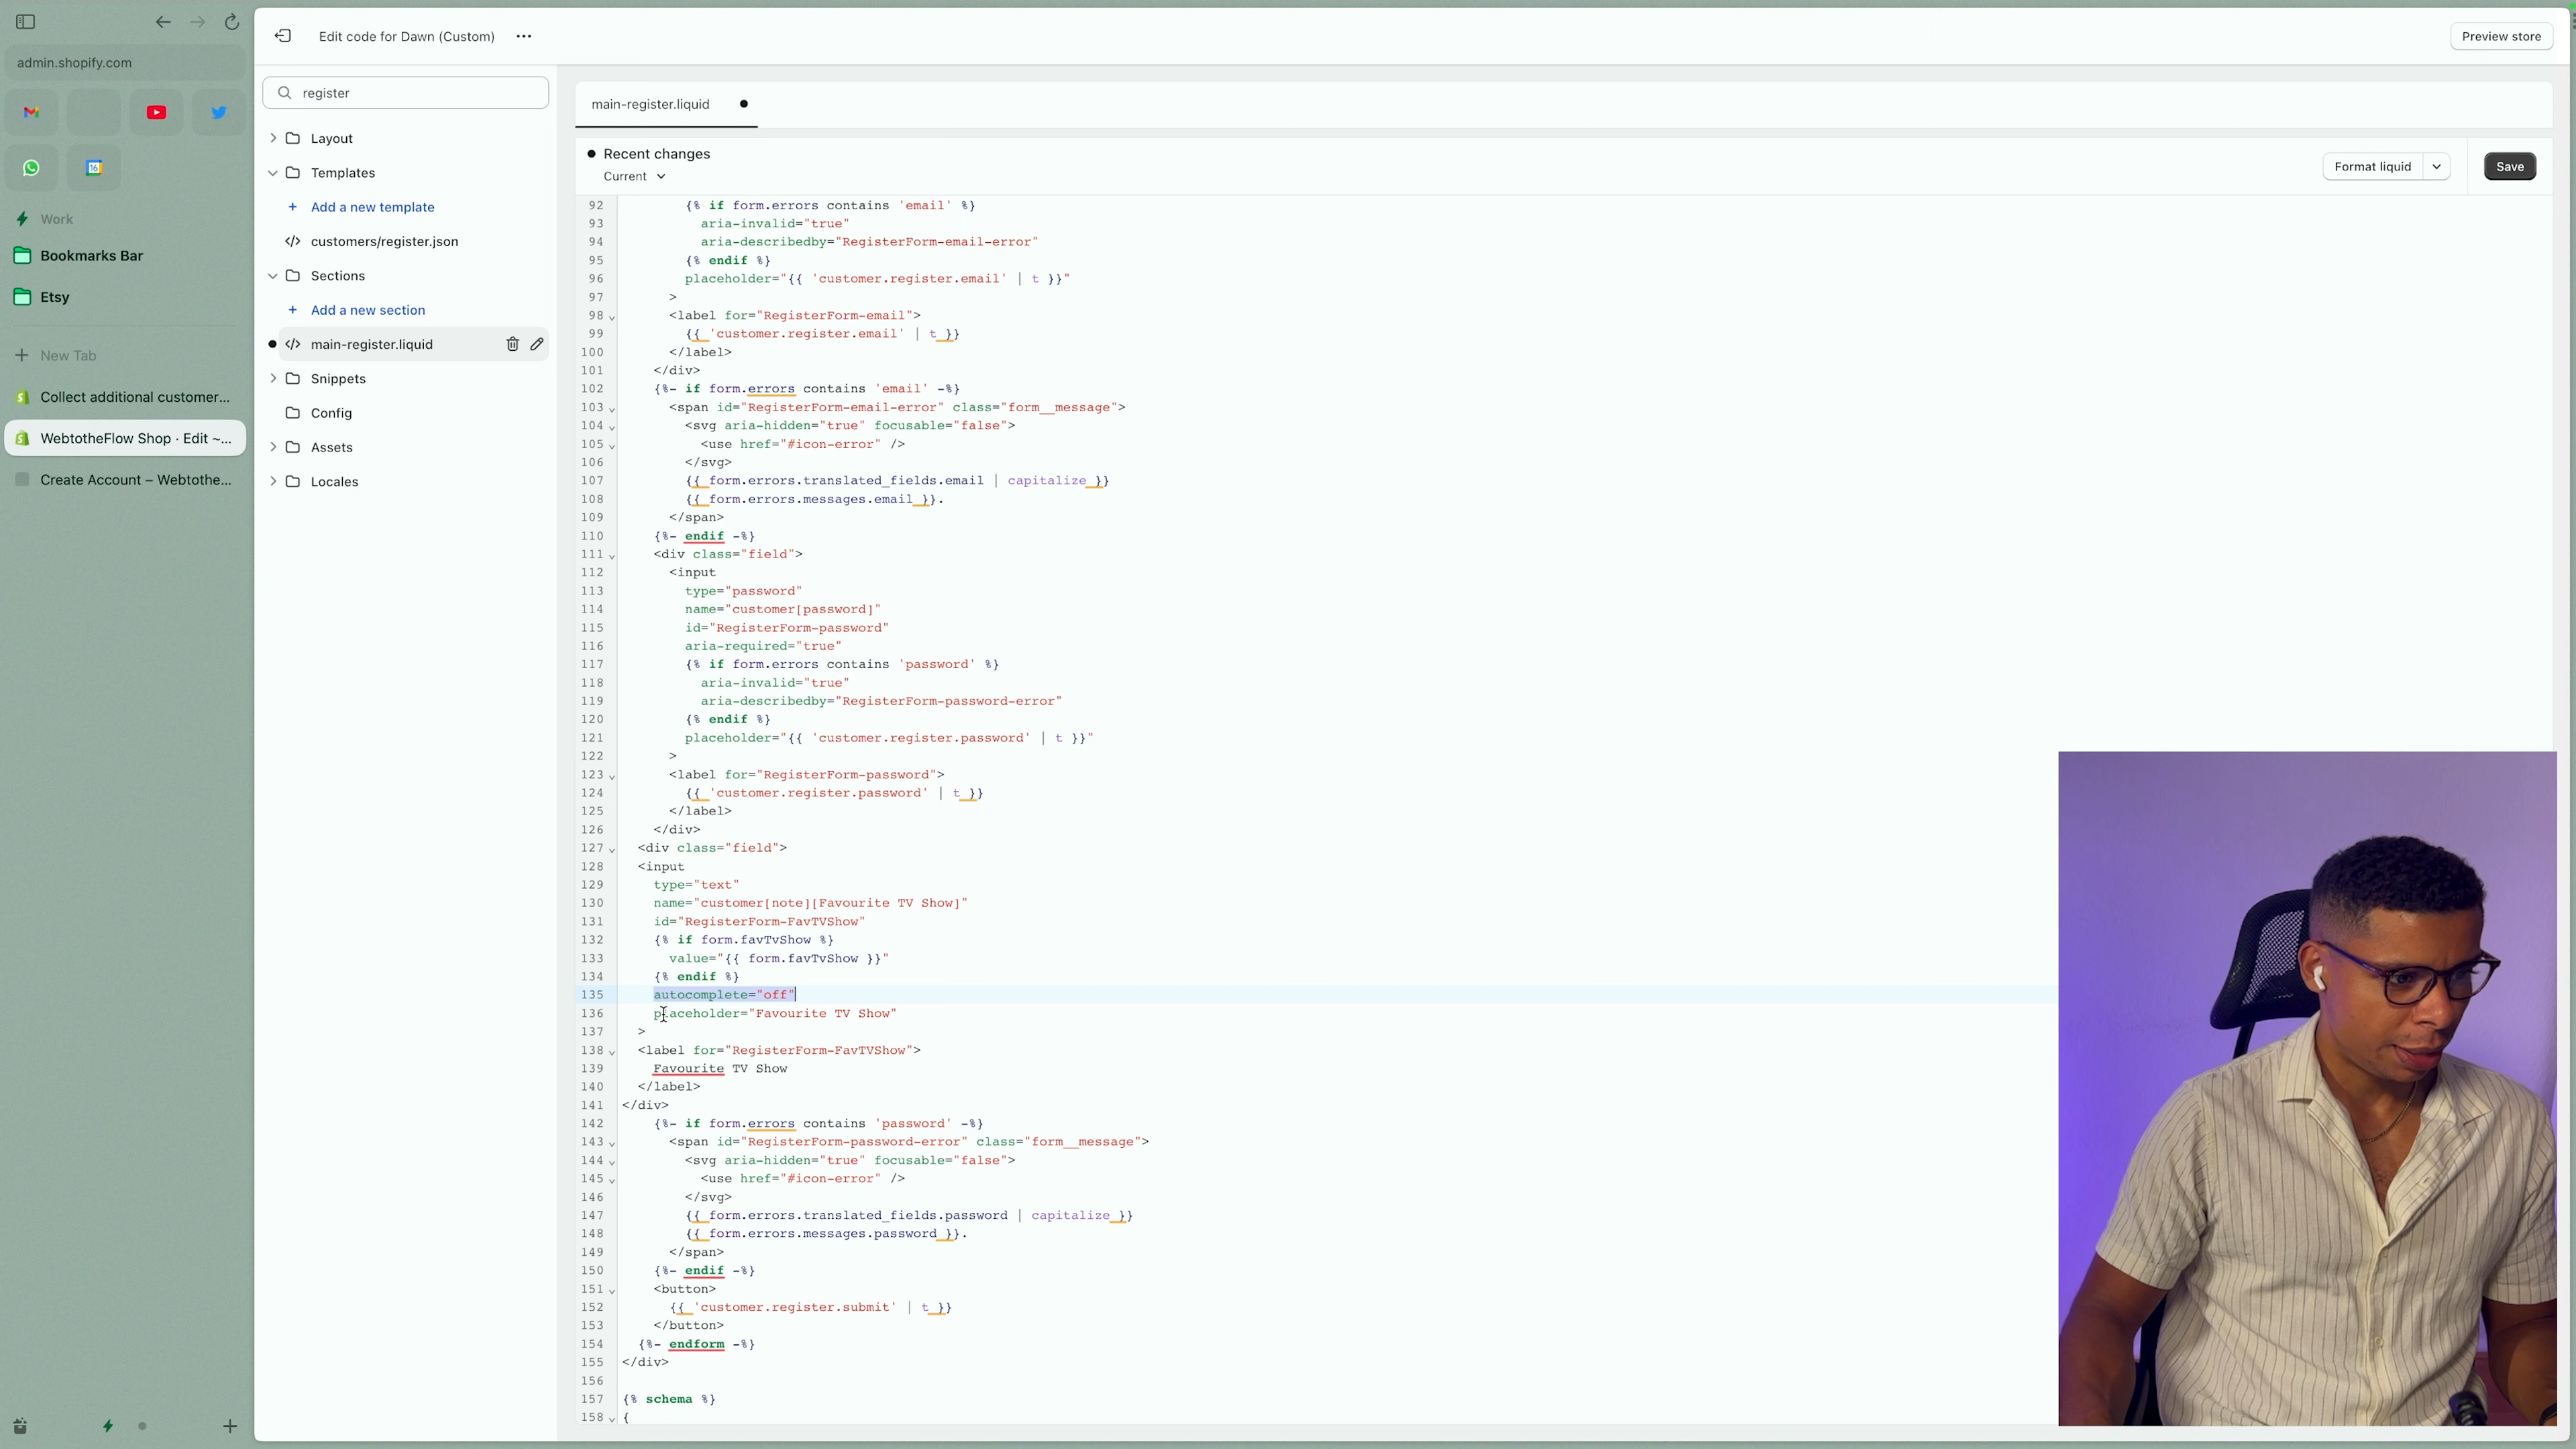 Edit code for Dawn (Custom)
Preview store
admin.shopify.com
16
Work
Bookmarks Bar
Etsy
New Tab
Collect additional customer...
WebtotheFlow Shop · Edit ~...
Create Account – Webtothe...
register
Layout
Templates
+ Add a new template
customers/register.json
Sections
+ Add a new section
main-register.liquid
Snippets
Config
Assets
Locales
main-register.liquid
Recent changes
Current
Format liquid
Save
92 {% if form.errors contains 'email' %}
93 aria-invalid="true"
94 aria-describedby="RegisterForm-email-error"
95 {% endif %}
96 placeholder="{{ 'customer.register.email' | t }}"
97 >
98 <label for="RegisterForm-email">
99 {{ 'customer.register.email' | t }}
100 </label>
101 </div>
102 {%- if form.errors contains 'email' -%}
103 <span id="RegisterForm-email-error" class="form__message">
104 <svg aria-hidden="true" focusable="false">
105 <use href="#icon-error" />
106 </svg>
107 {{ form.errors.translated_fields.email | capitalize }}
108 {{ form.errors.messages.email }}.
109 </span>
110 {%- endif -%}
111 <div class="field">
112 <input
113 type="password"
114 name="customer[password]"
115 id="RegisterForm-password"
116 aria-required="true"
117 {% if form.errors contains 'password' %}
118 aria-invalid="true"
119 aria-describedby="RegisterForm-password-error"
120 {% endif %}
121 placeholder="{{ 'customer.register.password' | t }}"
122 >
123 <label for="RegisterForm-password">
124 {{ 'customer.register.password' | t }}
125 </label>
126 </div>
127 <div class="field">
128 <input
129 type="text"
130 name="customer[note][Favourite TV Show]"
131 id="RegisterForm-FavTVShow"
132 {% if form.favTvShow %}
133 value="{{ form.favTvShow }}"
134 {% endif %}
135 autocomplete="off"
136 placeholder="Favourite TV Show"
137 >
138 <label for="RegisterForm-FavTVShow">
139 Favourite TV Show
140 </label>
141 </div>
142 {%- if form.errors contains 'password' -%}
143 <span id="RegisterForm-password-error" class="form__message">
144 <svg aria-hidden="true" focusable="false">
145 <use href="#icon-error" />
146 </svg>
147 {{ form.errors.translated_fields.password | capitalize }}
148 {{ form.errors.messages.password }}.
149 </span>
150 {%- endif -%}
151 <button>
152 {{ 'customer.register.submit' | t }}
153 </button>
154 {%- endform -%}
155 </div>
156
157 {% schema %}
158 {